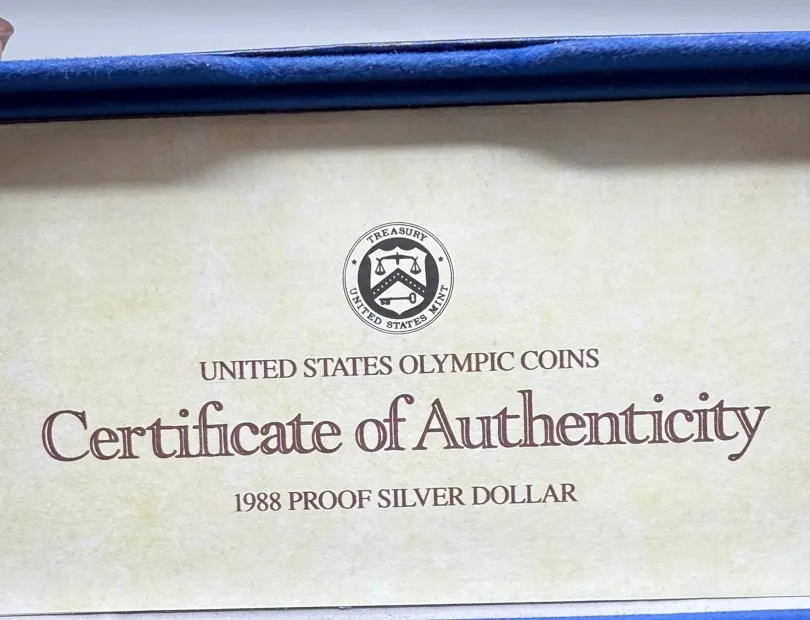 TREASURY
UNITED STATES MINT
UNITED STATES OLYMPIC COINS
Certificate of Authenticity
1988 PROOF SILVER DOLLAR